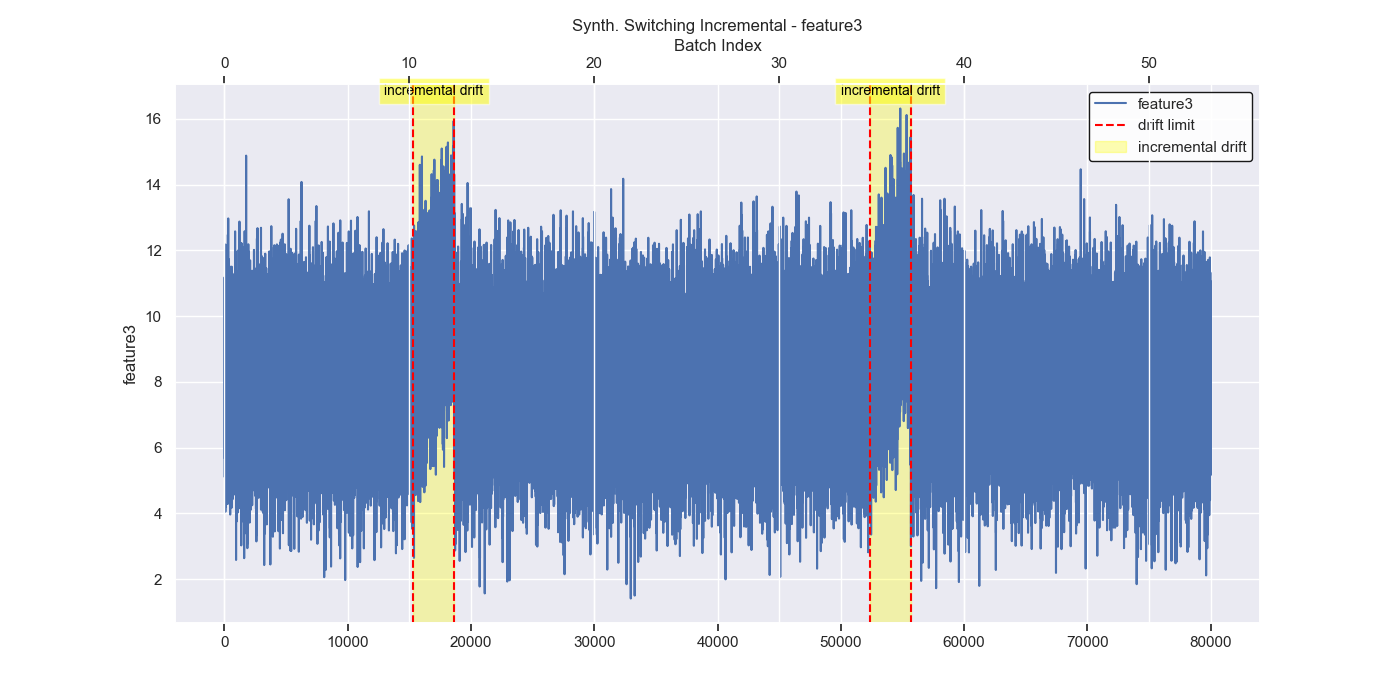 Synth. Switching Incremental - feature3
Batch Index
0 10 20 30 40 50
incremental drift incremental drift
feature3
drift limit
incremental drift
16
14
12
10
8
6
4
2
feature3
0 10000 20000 30000 40000 50000 60000 70000 80000